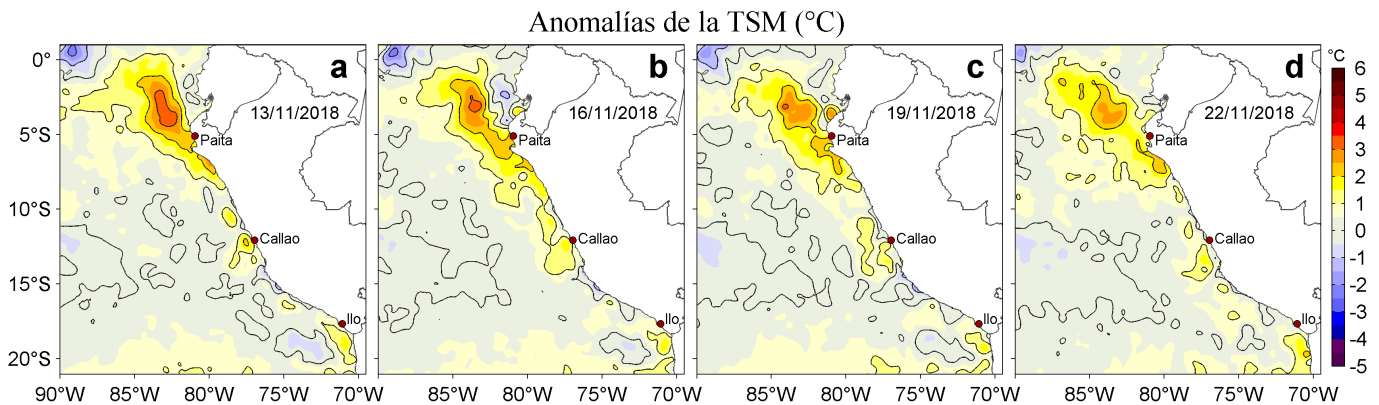 Anomalías de la TSM (°C)
a b c d °C
13/11/2018 16/11/2018 19/11/2018 22/11/2018
Paita Paita Paita Paita
Callao Callao Callao Callao
Ilo Ilo Ilo Ilo
0°
5°S
10°S
15°S
20°S
90°W 85°W 80°W 75°W 70°W 85°W 80°W 75°W 70°W 85°W 80°W 75°W 70°W 85°W 80°W 75°W 70°W
6
5
4
3
2
1
0
-1
-2
-3
-4
-5